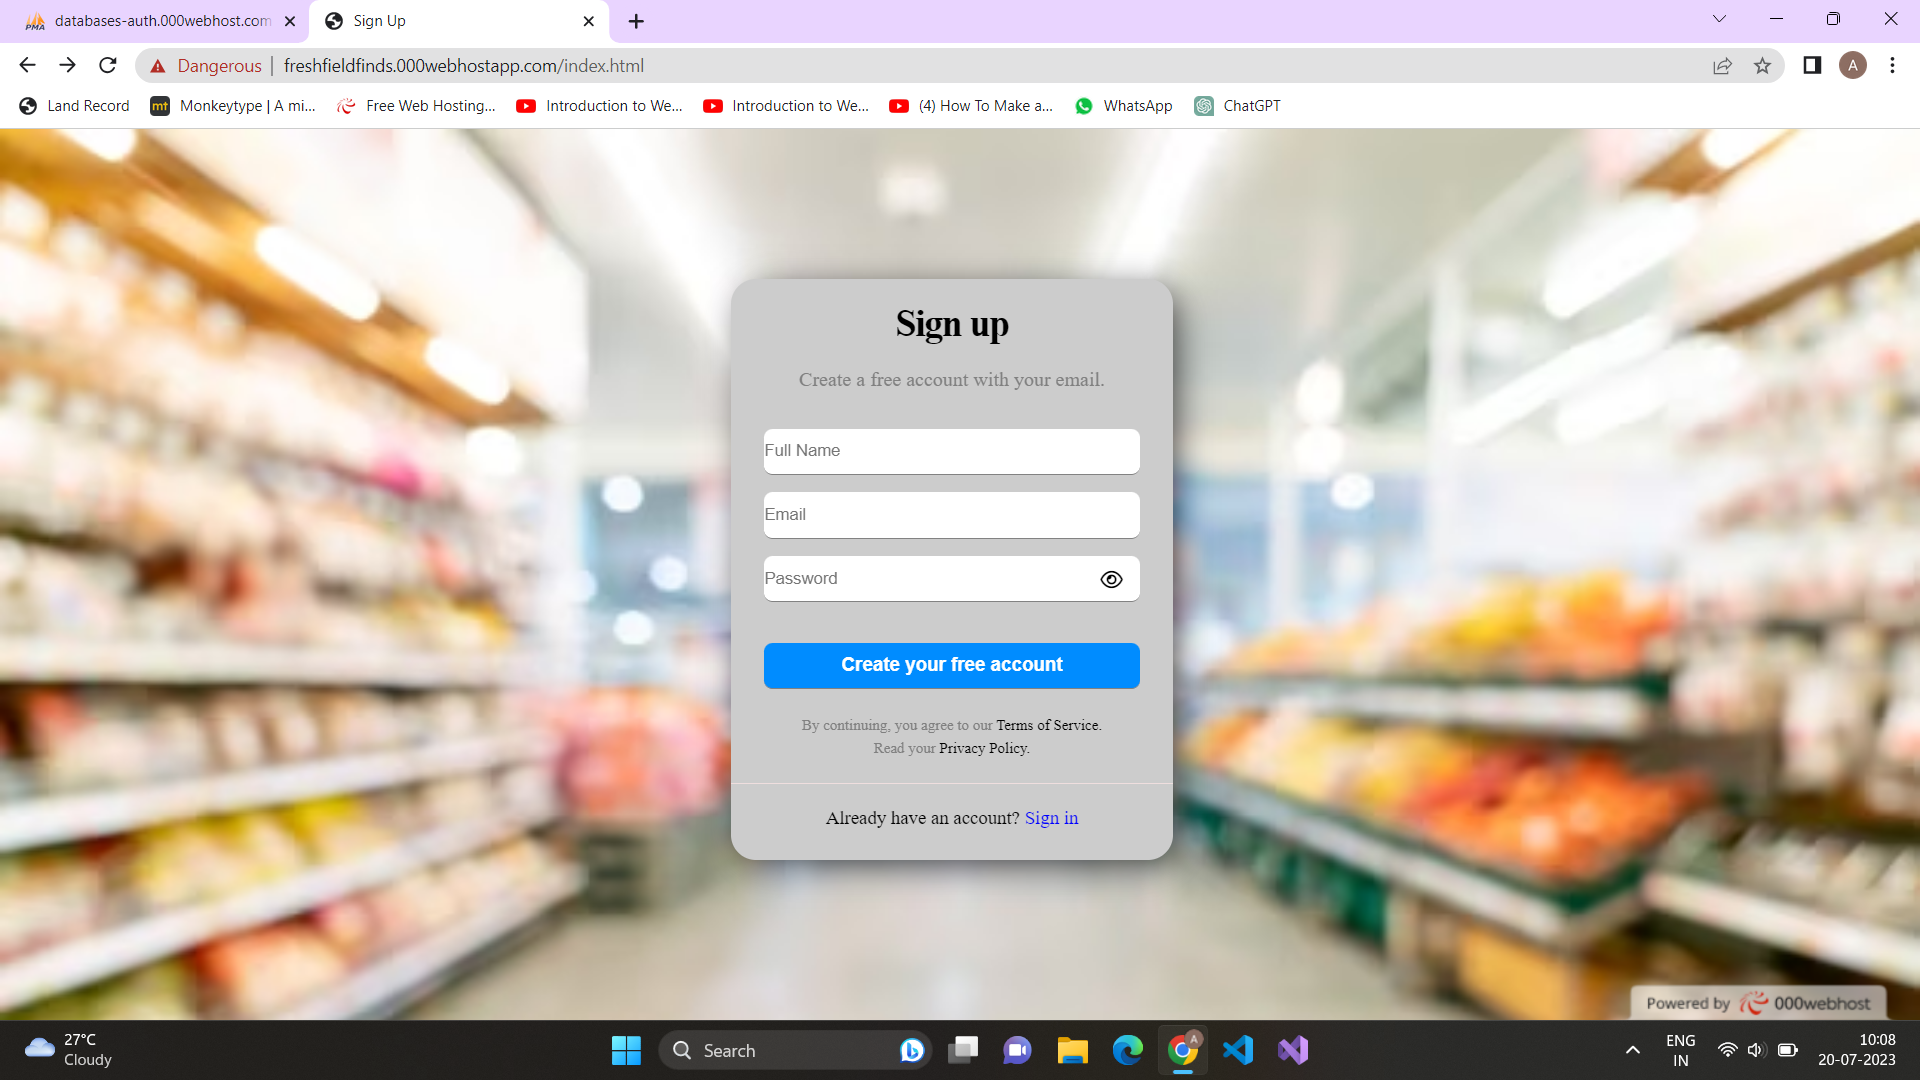 databases-auth.000webhost.com
Sign Up
Dangerous
freshfieldfinds.000webhostapp.com/index.html
A
Land Record
mt
Monkeytype | A mi...
Free Web Hosting...
Introduction to We...
Introduction to We...
(4) How To Make a...
WhatsApp
ChatGPT
PMA
Sign up
Create a free account with your email.
Full Name
Email
Password
Create your free account
By continuing, you agree to our Terms of Service.
Read your Privacy Policy.
Already have an account? Sign in
Powered by 000webhost
27°C
Cloudy
Search
A
ENG
IN
10:08
20-07-2023